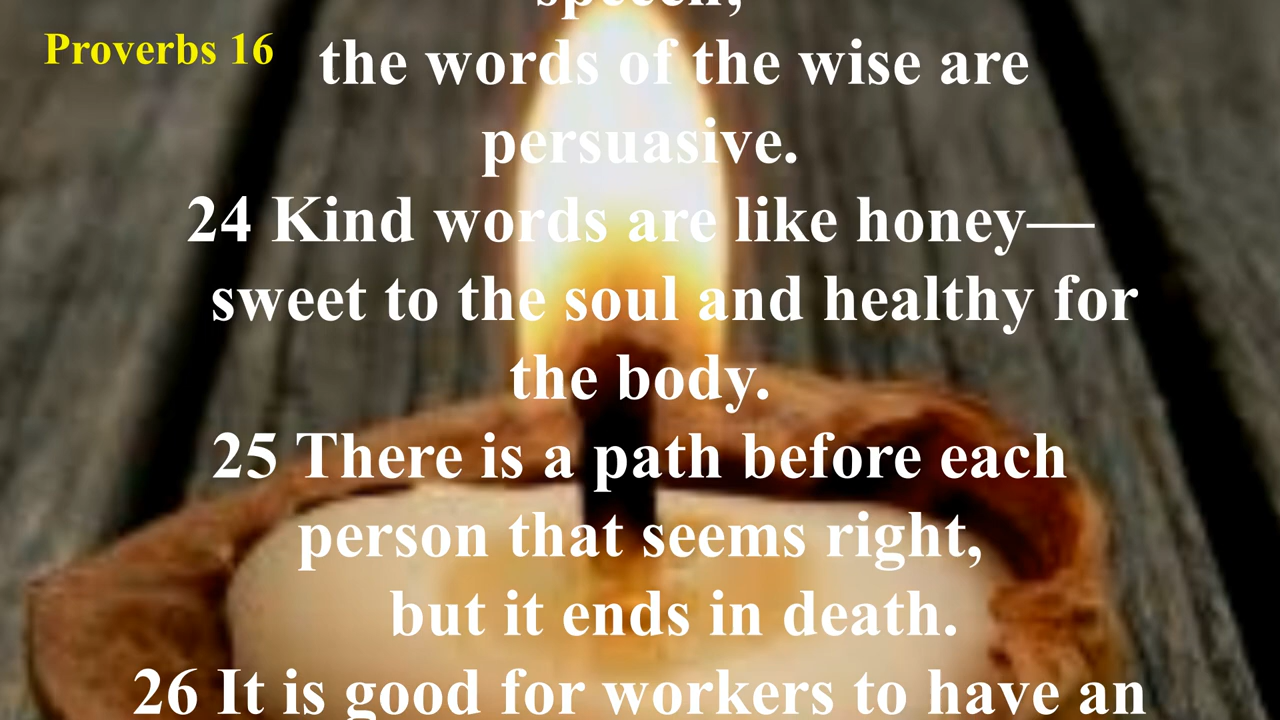 speech;
Proverbs 16
the words of the wise are
persuasive.
24 Kind words are like honey—
sweet to the soul and healthy for
the body.
25 There is a path before each
person that seems right,
but it ends in death.
26 It is good for workers to have an